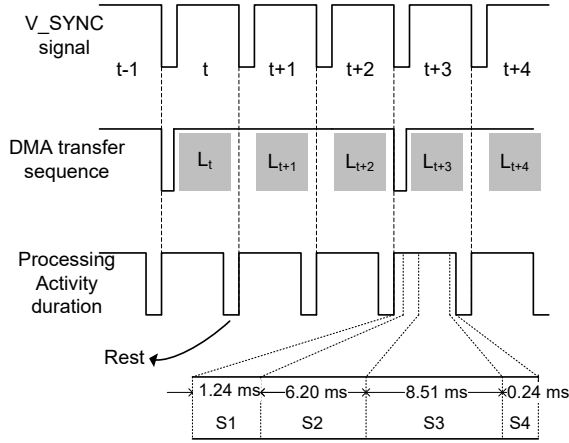 V_SYNC
signal
t-1 t t+1 t+2 t+3 t+4
DMA transfer
sequence
Lt Lt+1 Lt+2 Lt+3 Lt+4
Processing
Activity
duration
Rest
1.24 ms 6.20 ms 8.51 ms 0.24 ms
S1 S2 S3 S4